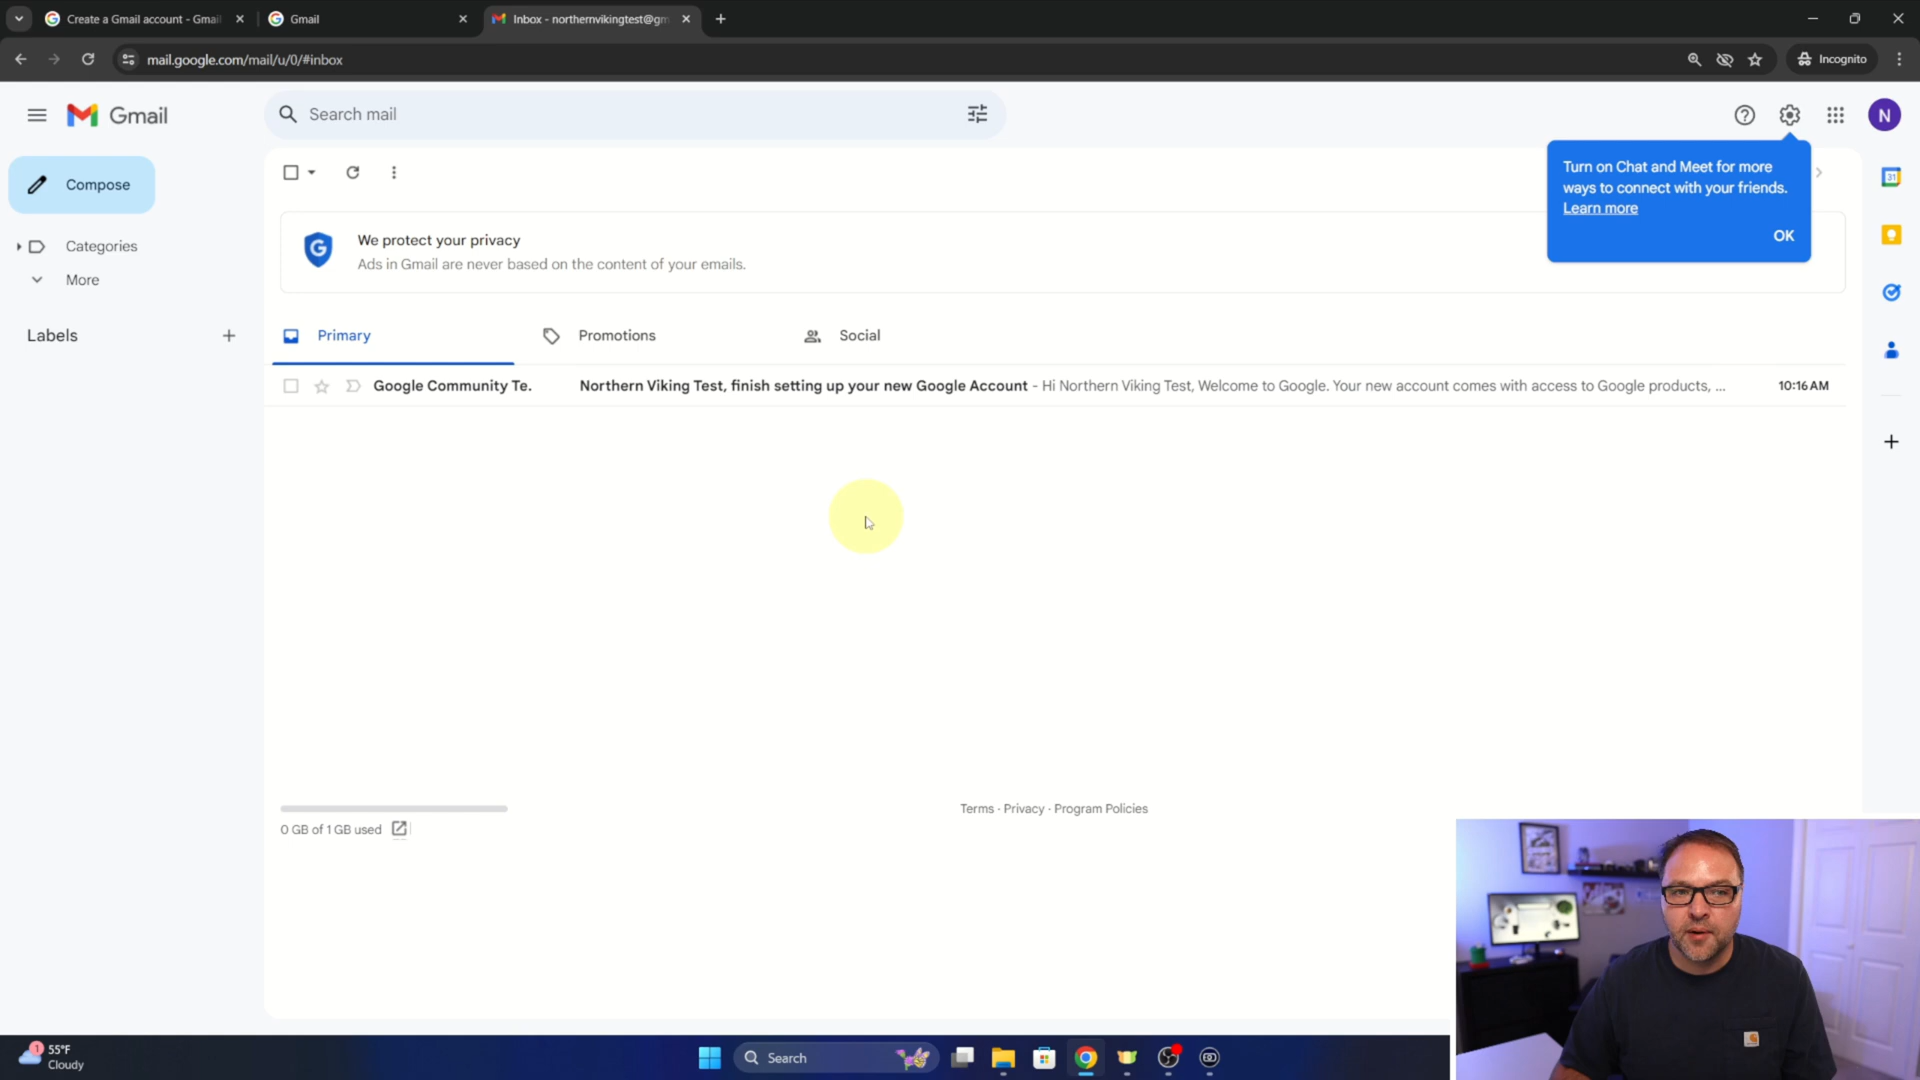 Create a Gmail account - Gmail
Gmail
Inbox - northernvikingtest@gm
mail.google.com/mail/u/0/#inbox
Incognito
Gmail
Search mail
N
Compose
Turn on Chat and Meet for more
ways to connect with your friends.
Learn more
OK
31
Categories
We protect your privacy
Ads in Gmail are never based on the content of your emails.
More
Labels
Primary
Promotions
Social
Google Community Te.
Northern Viking Test, finish setting up your new Google Account - Hi Northern Viking Test, Welcome to Google. Your new account comes with access to Google products, ...
10:16 AM
Terms · Privacy · Program Policies
0 GB of 1 GB used
1
55°F
Cloudy
Search